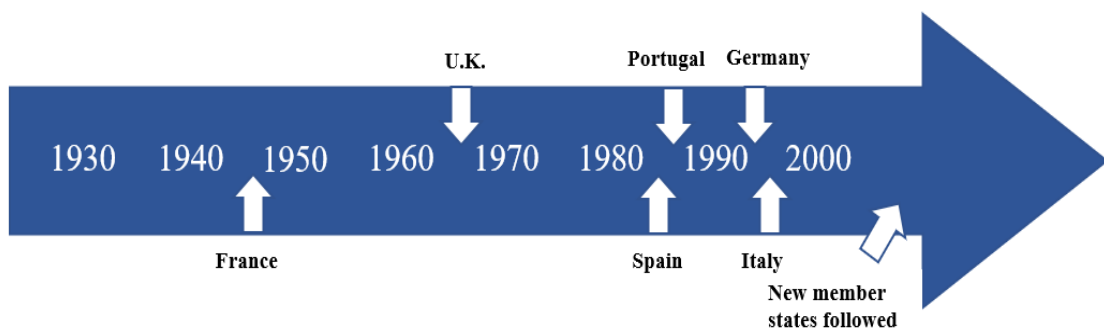 U.K. Portugal Germany
1930 1940 1950 1960 1970 1980 1990 2000
France Spain Italy
New member
states followed